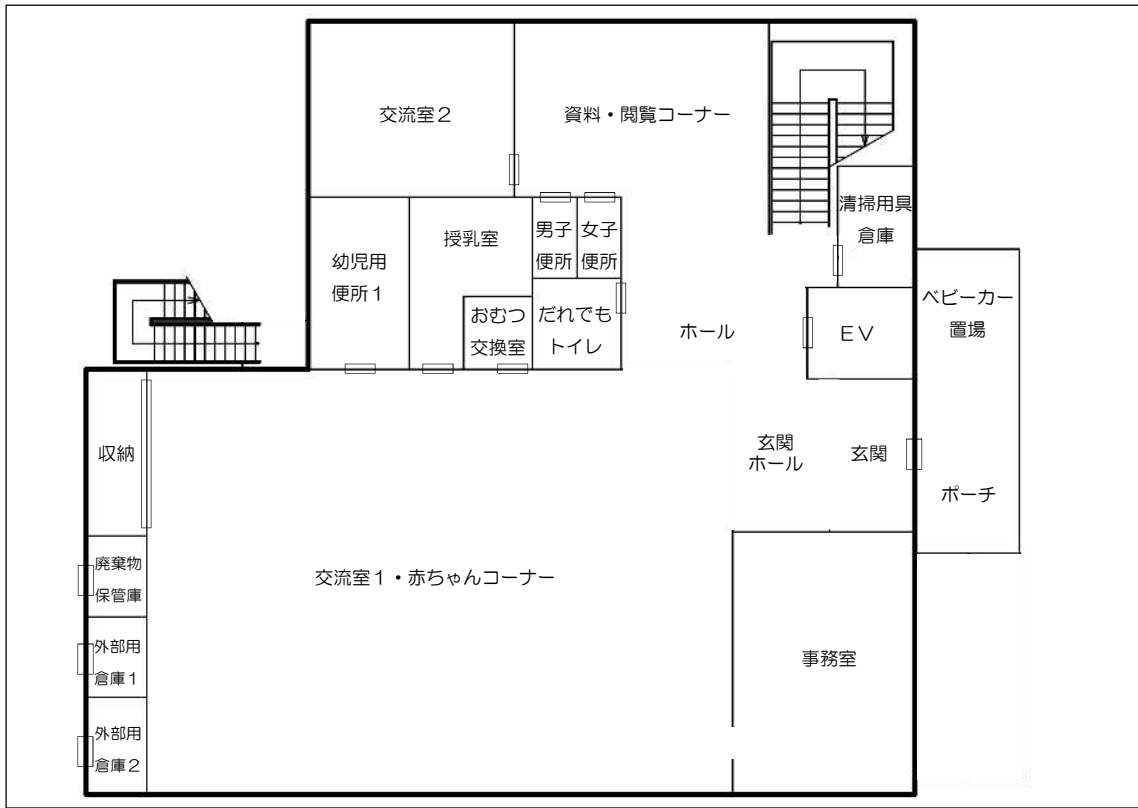 交流室２
資料・閲覧コーナー
清掃用具
倉庫
授乳室
男子
便所
女子
便所
幼児用
便所１
おむつ
交換室
だれでも
トイレ
ホール
ＥＶ
ベビーカー
置場
収納
玄関
ホール
玄関
ポーチ
廃棄物
保管庫
交流室１・赤ちゃんコーナー
外部用
倉庫１
事務室
外部用
倉庫２